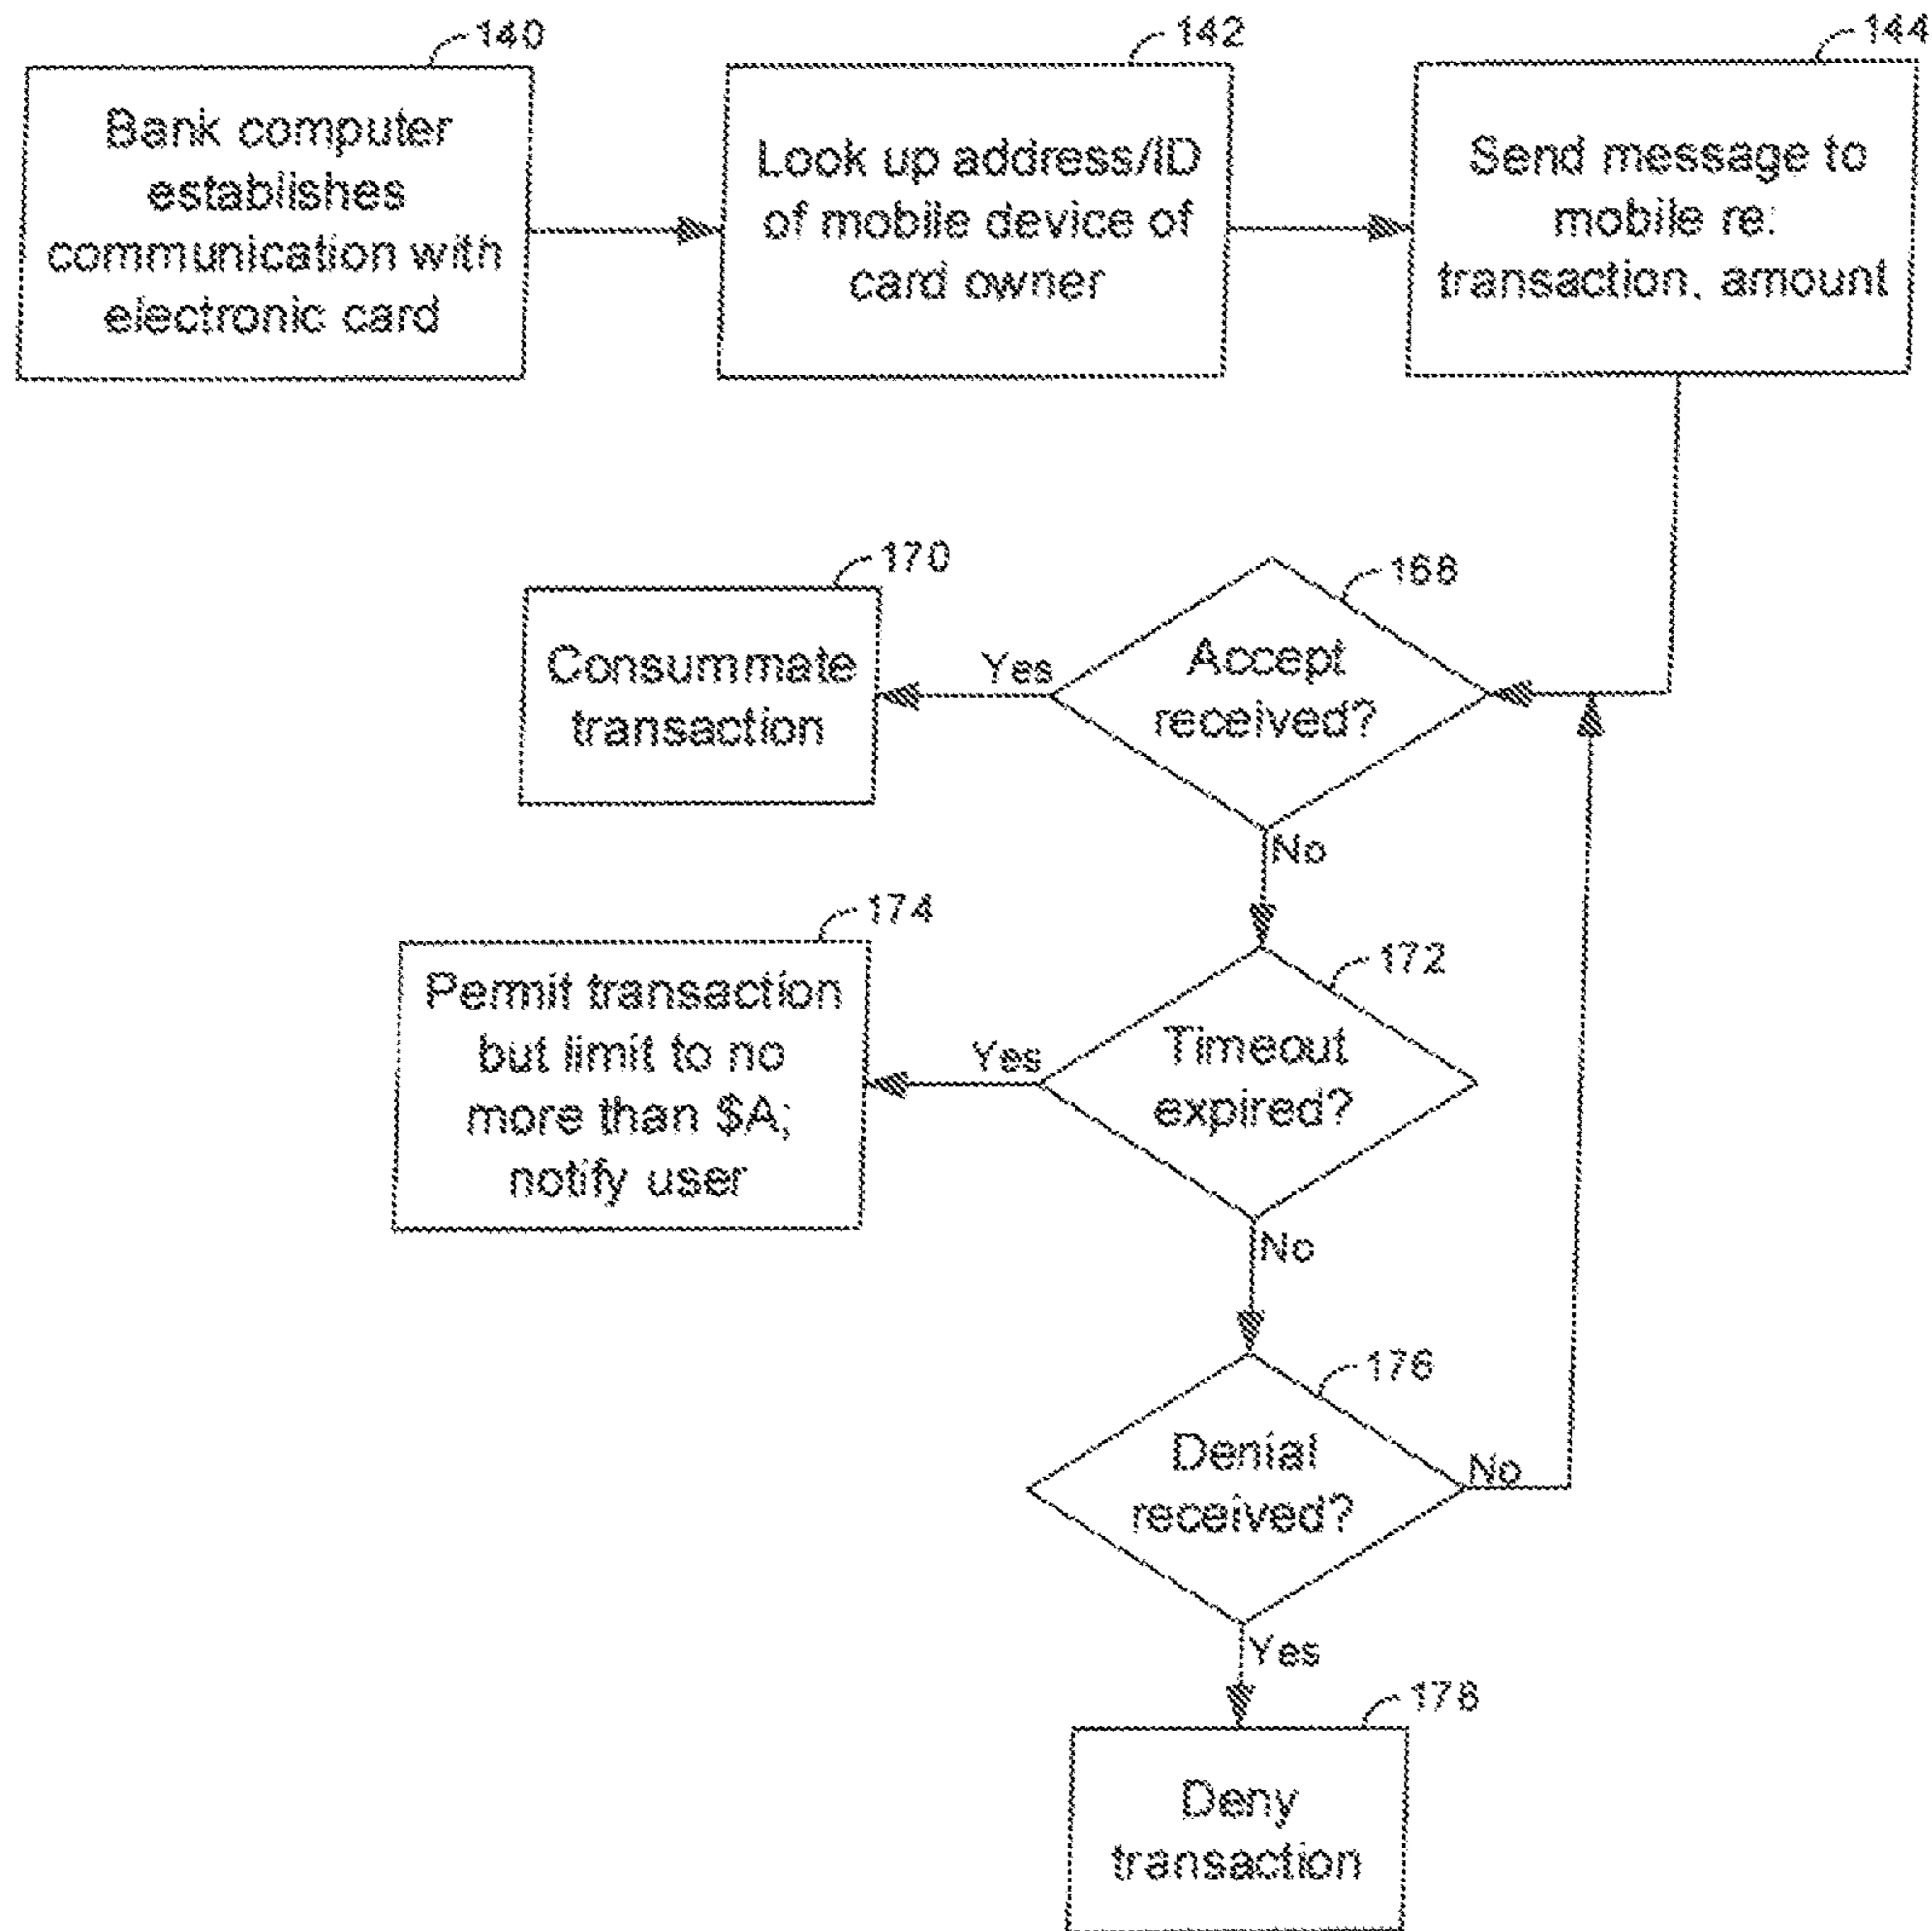 140
Bank computer
establishes
communication with
electronic card
142
Look up address/ID
of mobile device of
card owner
144
Send message to
mobile re:
transaction, amount
168
Accept
received?
Yes
No
170
Consummate
transaction
172
Timeout
expired?
Yes
No
174
Permit transaction
but limit to no
more than $A;
notify user
176
Denial
received?
No
Yes
178
Deny
transaction